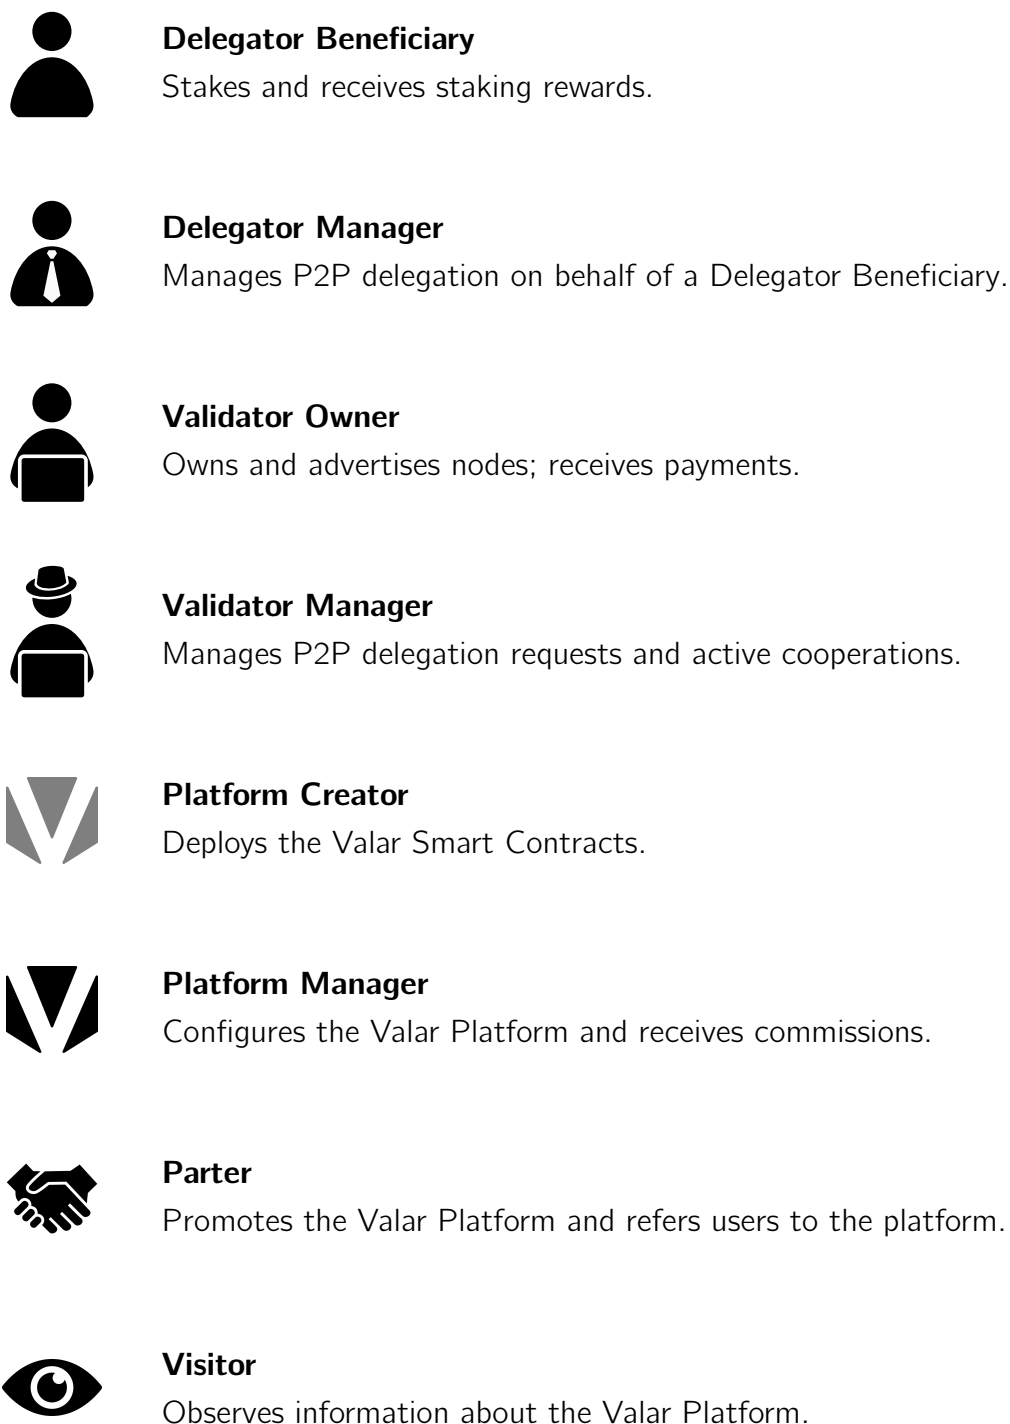 Delegator Beneficiary
Stakes and receives staking rewards.
Delegator Manager
Manages P2P delegation on behalf of a Delegator Beneficiary.
Validator Owner
Owns and advertises nodes; receives payments.
Validator Manager
Manages P2P delegation requests and active cooperations.
Platform Creator
Deploys the Valar Smart Contracts.
Platform Manager
Configures the Valar Platform and receives commissions.
Parter
Promotes the Valar Platform and refers users to the platform.
Visitor
Observes information about the Valar Platform.